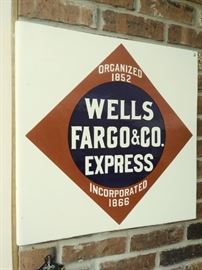 ORGANIZED
1852
WELLS
FARGO & CO.
EXPRESS
INCORPORATED
1866